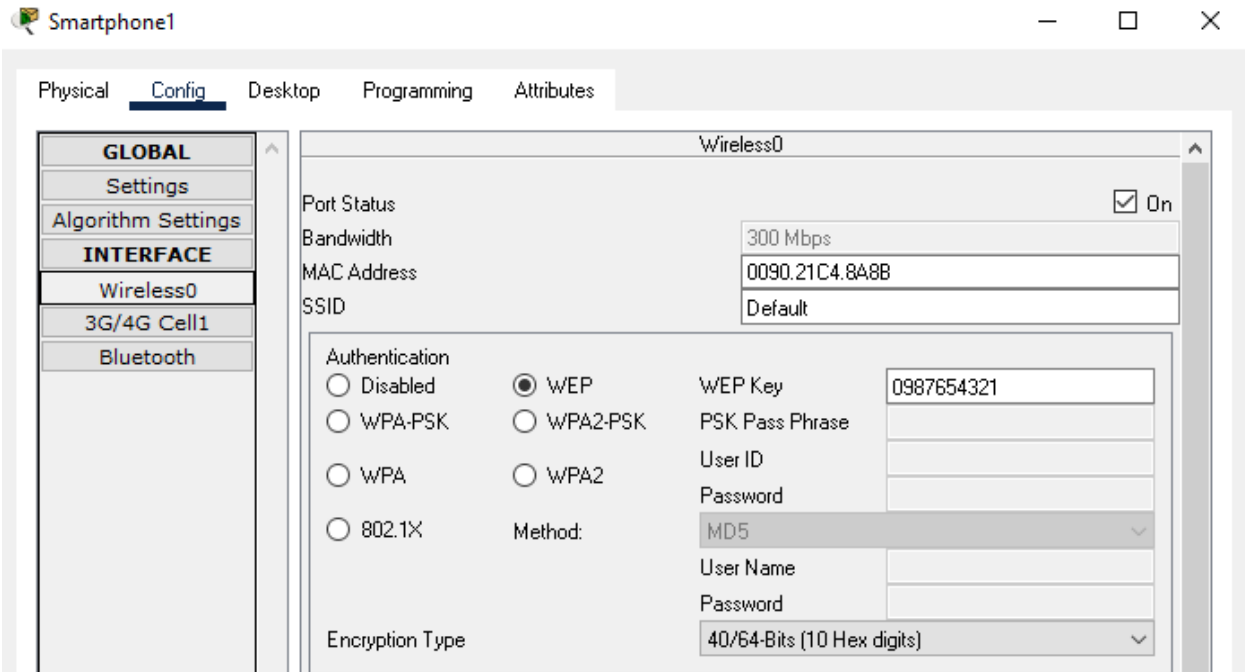 Smartphone1
Physical Config Desktop Programming Attributes
GLOBAL
Settings
Algorithm Settings
INTERFACE
Wireless0
3G/4G Cell1
Bluetooth
Wireless0
Port Status On
Bandwidth 300 Mbps
MAC Address 0090.21C4.8A8B
SSID Default
Authentication
Disabled WEP WEP Key 0987654321
WPA-PSK WPA2-PSK PSK Pass Phrase
User ID
WPA WPA2
Password
802.1X Method: MD5
User Name
Password
Encryption Type 40/64-Bits (10 Hex digits)